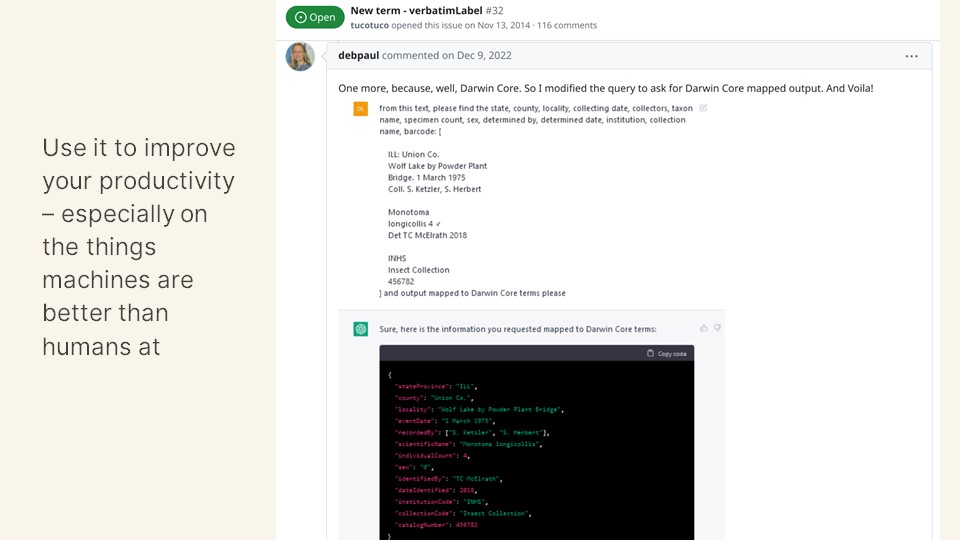 Use it to improve
your productivity
– especially on
the things
machines are
better than
humans at
Open
New term - verbatimLabel #32
tucotuco opened this issue on Nov 13, 2014 · 116 comments
debpaul commented on Dec 9, 2022
One more, because, well, Darwin Core. So I modified the query to ask for Darwin Core mapped output. And Voila!
DL
from this text, please find the state, county, locality, collecting date, collectors, taxon
name, specimen count, sex, determined by, determined date, institution, collection
name, barcode: [
ILL: Union Co.
Wolf Lake by Powder Plant
Bridge. 1 March 1975
Coll. S. Ketzler, S. Herbert
Monotoma
longicollis 4 ♂
Det TC McElrath 2018
INHS
Insect Collection
456782
] and output mapped to Darwin Core terms please
Sure, here is the information you requested mapped to Darwin Core terms:
Copy code
{
"stateProvince": "ILL",
"county": "Union Co.",
"locality": "Wolf Lake by Powder Plant Bridge",
"eventDate": "1 March 1975",
"recordedBy": ["S. Ketzler", "S. Herbert"],
"scientificName": "Monotoma longicollis",
"individualCount": 4,
"sex": "♂",
"identifiedBy": "TC McElrath",
"dateIdentified": 2018,
"institutionCode": "INHS",
"collectionCode": "Insect Collection",
"catalogNumber": 456782
}